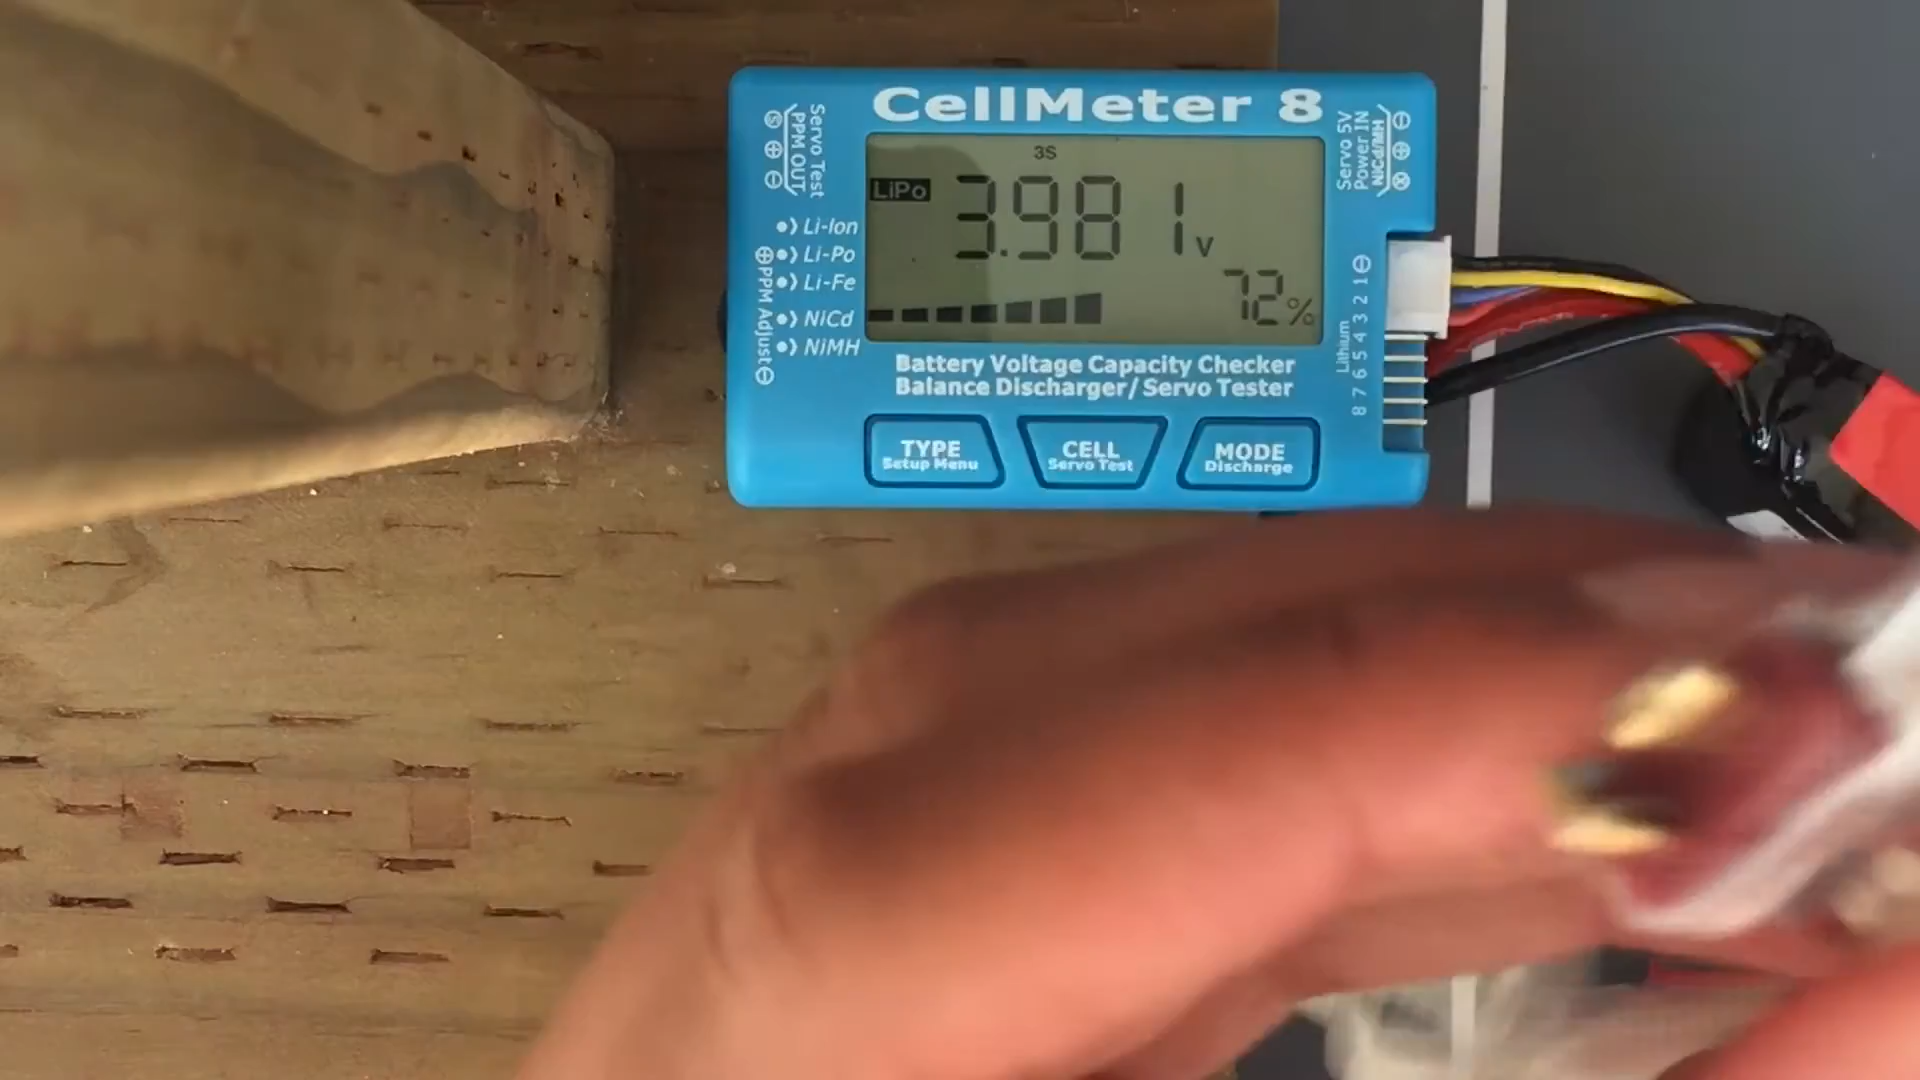 CellMeter 8
Servo Test
PPM OUT
Servo 5V
Power IN
NiCd/MH
3S
LiPo 3.981 V
72%
Li-Ion
Li-Po
Li-Fe
NiCd
NiMH
PPM Adjust
Lithium
8 7 6 5 4 3 2 1
Battery Voltage Capacity Checker
Balance Discharger/Servo Tester
TYPE
Setup Menu
CELL
Servo Test
MODE
Discharge